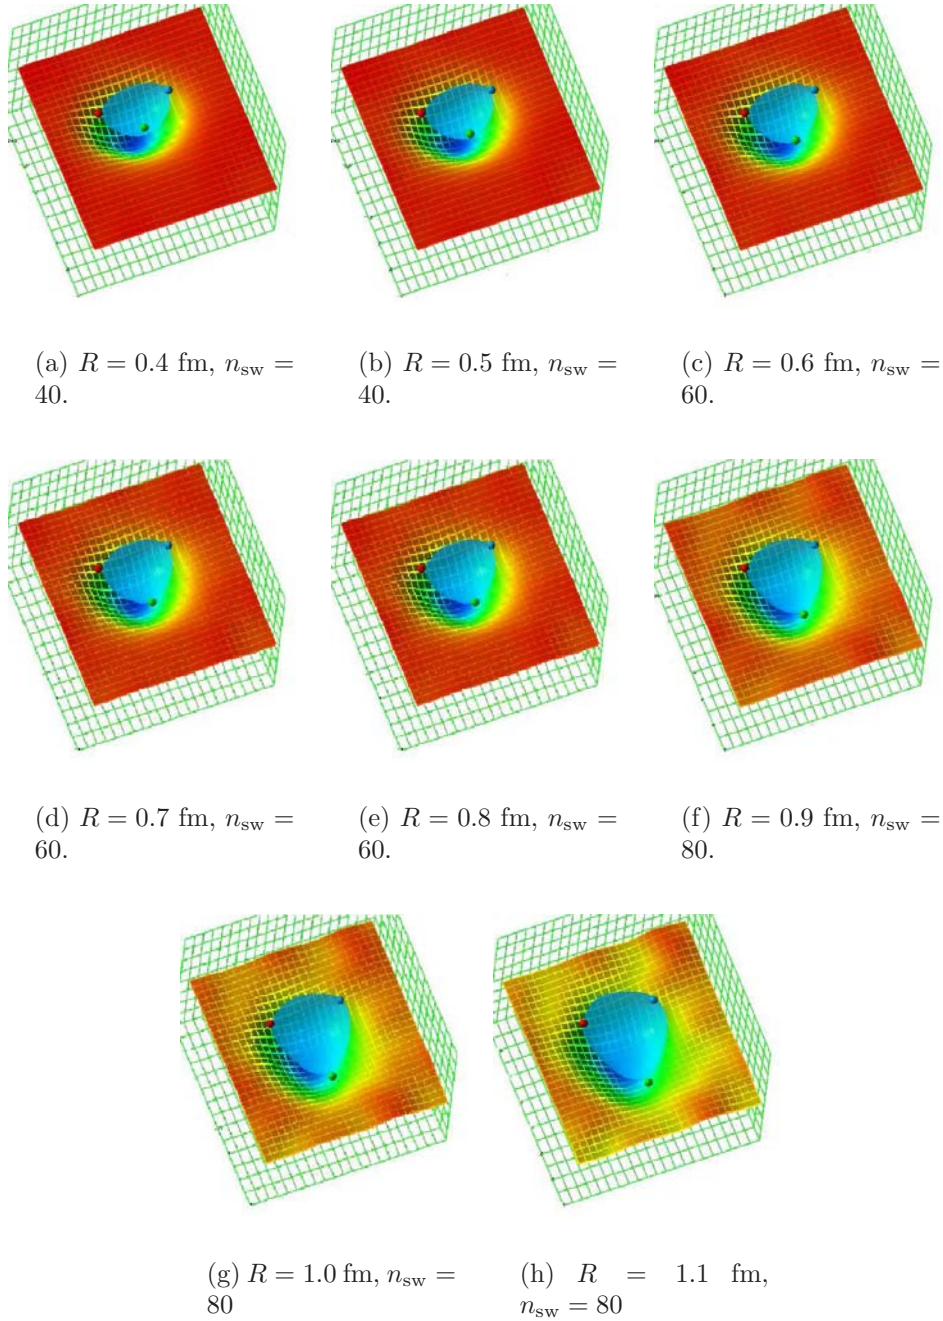 (a) R = 0.4 fm, n_sw = 40.
(b) R = 0.5 fm, n_sw = 40.
(c) R = 0.6 fm, n_sw = 60.
(d) R = 0.7 fm, n_sw = 60.
(e) R = 0.8 fm, n_sw = 60.
(f) R = 0.9 fm, n_sw = 80.
(g) R = 1.0 fm, n_sw = 80
(h) R = 1.1 fm, n_sw = 80